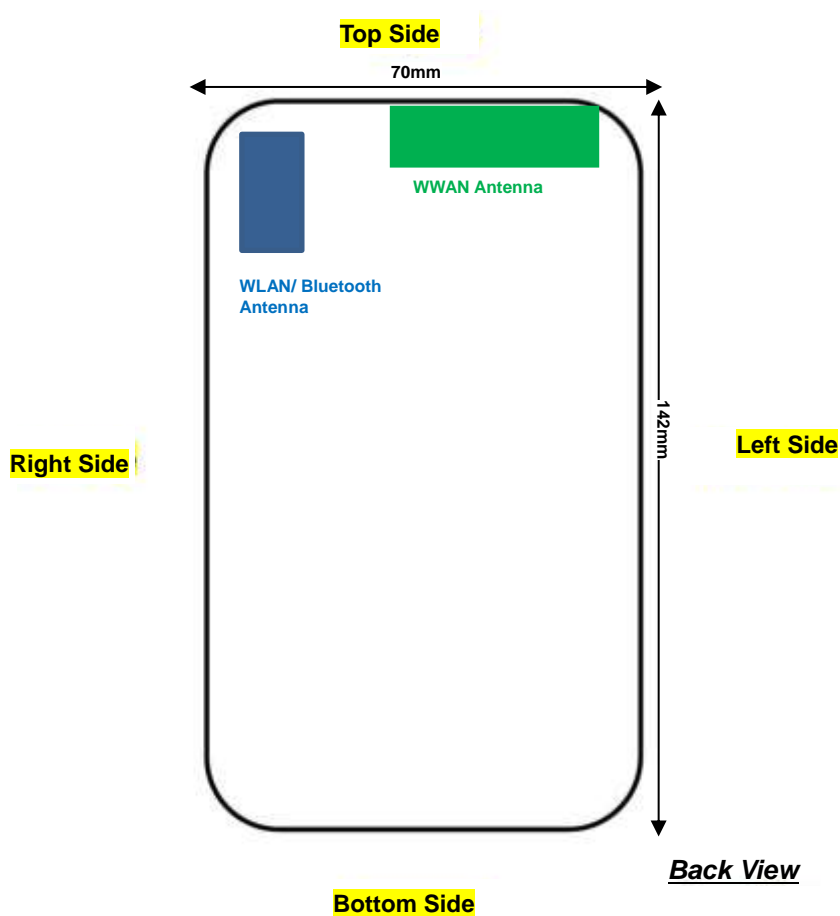 Top Side
70mm
WWAN Antenna
WLAN/ Bluetooth
Antenna
142mm
Left Side
Right Side
Back View
Bottom Side